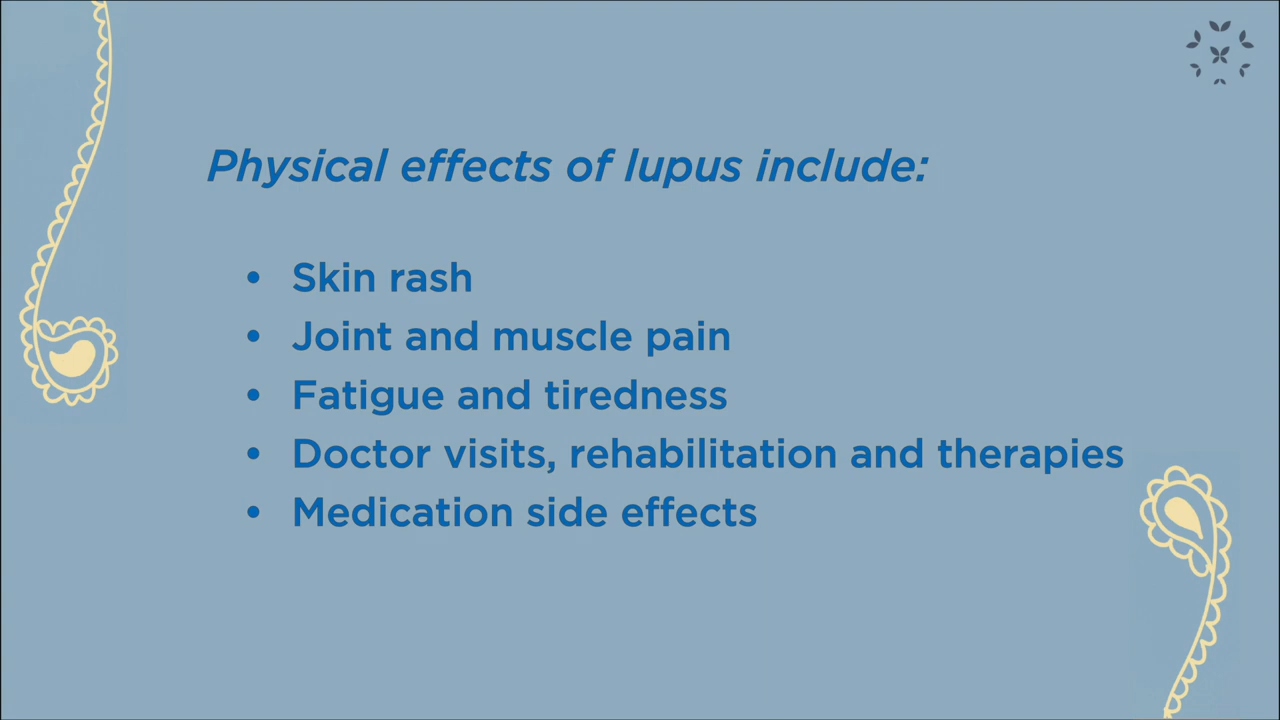 Physical effects of lupus include:
• Skin rash
• Joint and muscle pain
• Fatigue and tiredness
• Doctor visits, rehabilitation and therapies
• Medication side effects